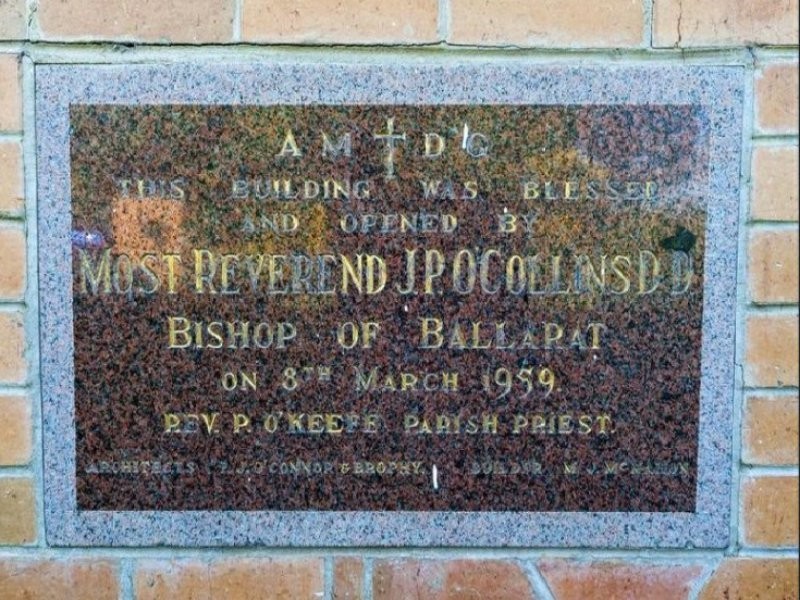 A M ✝ D G
THIS BUILDING WAS BLESSED
AND OPENED BY
MOST REVEREND J.P. O'COLLINS D.D.
BISHOP OF BALLARAT
ON 8TH MARCH 1959.
REV. P. O'KEEFE PARISH PRIEST.
ARCHITECTS T.J. O'CONNOR & BROPHY. BUILDER M.J. MCMAHON